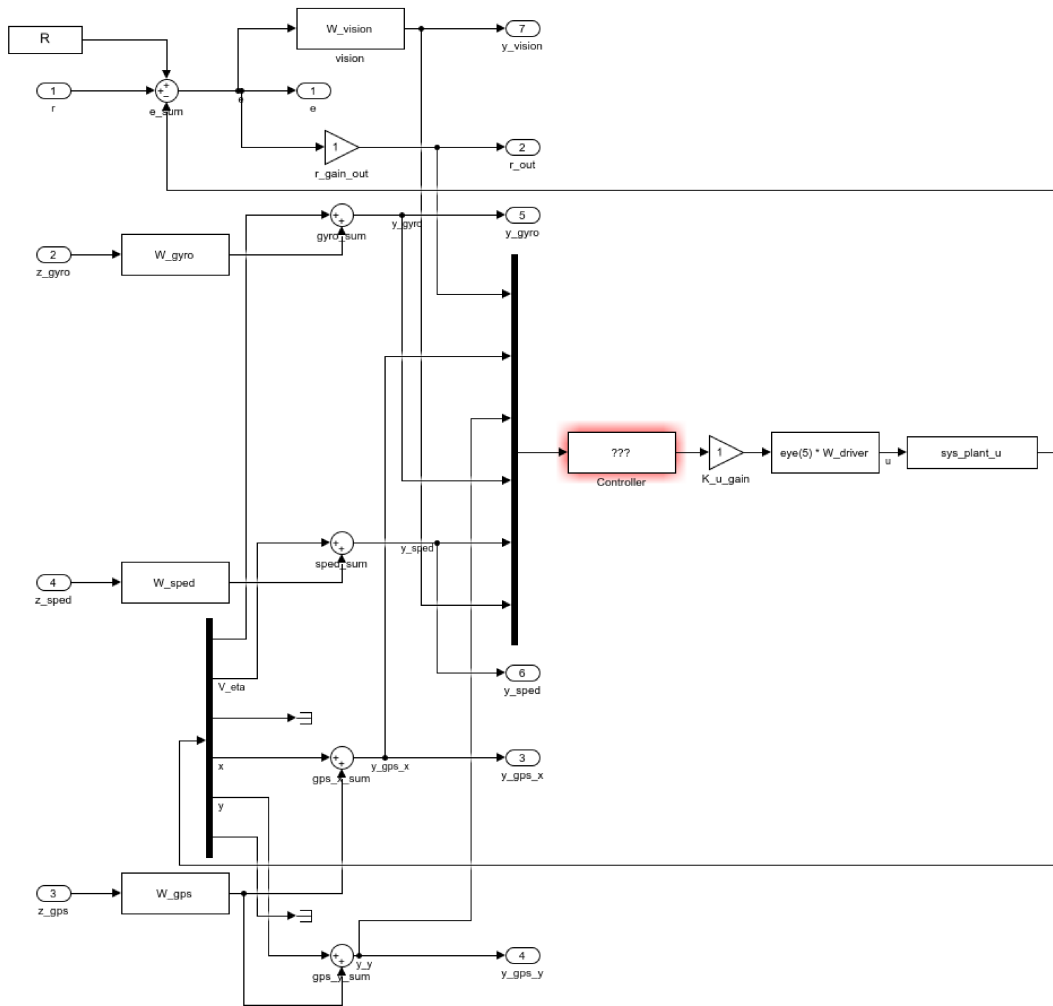 W_vision
vision
7
y_vision
R
1
r
+
+
−
e_sum
e
1
e
1
r_gain_out
2
r_out
+
+
gyro_sum
y_gyro
5
y_gyro
2
z_gyro
W_gyro
???
Controller
1
K_u_gain
eye(5) * W_driver
u
sys_plant_u
+
+
sped_sum
y_sped
4
z_sped
W_sped
6
y_sped
V_eta
x
+
+
gps_x_sum
y_gps_x
3
y_gps_x
y
3
z_gps
W_gps
+
+
gps_y_sum
y_y
4
y_gps_y